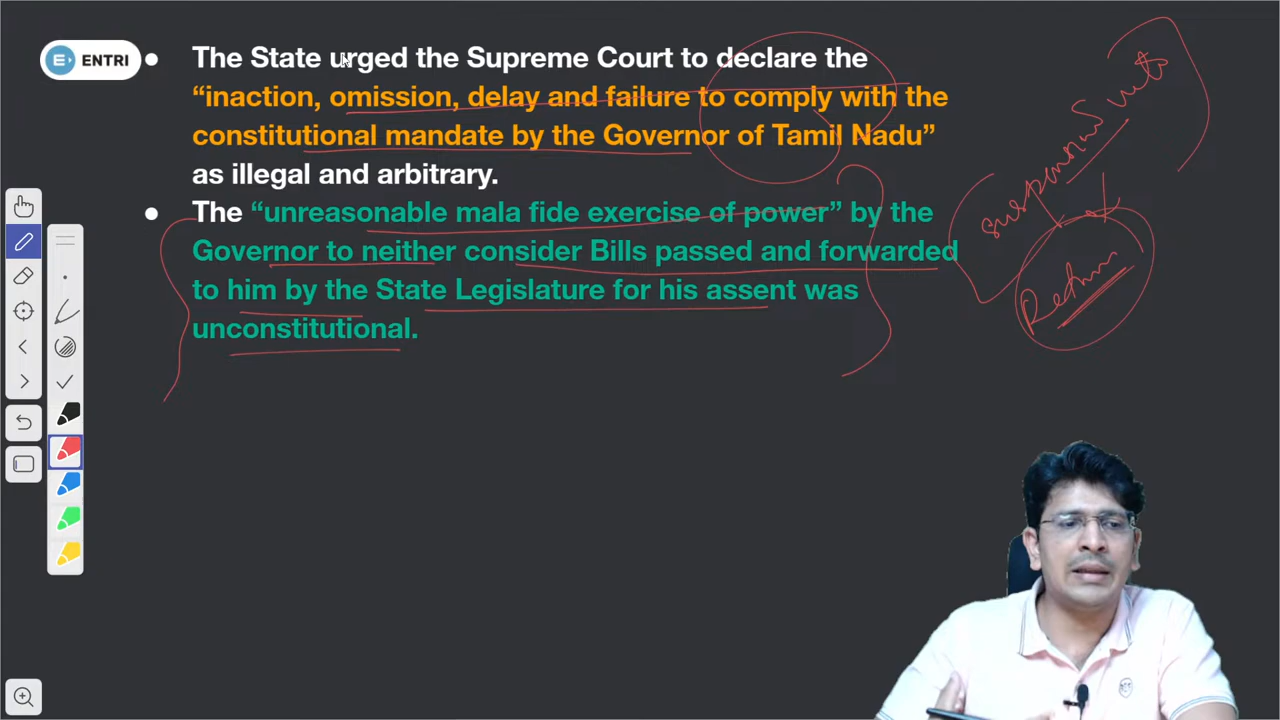 ENTRI
The State urged the Supreme Court to declare the
“inaction, omission, delay and failure to comply with the
constitutional mandate by the Governor of Tamil Nadu”
as illegal and arbitrary.
The “unreasonable mala fide exercise of power” by the
Governor to neither consider Bills passed and forwarded
to him by the State Legislature for his assent was
unconstitutional.
suspensive veto
Return